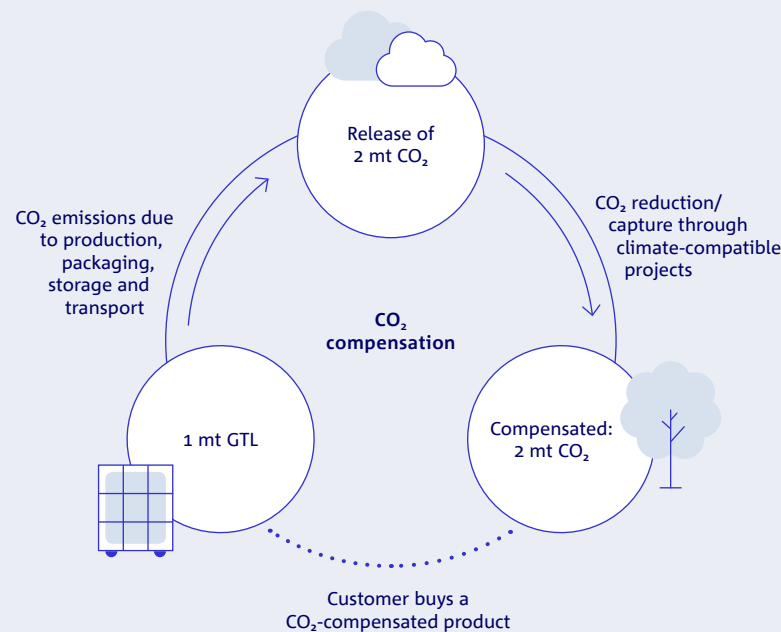 Release of
2 mt CO₂
CO₂ emissions due
to production,
packaging,
storage and
transport
CO₂ reduction/
capture through
climate-compatible
projects
CO₂
compensation
1 mt GTL
Compensated:
2 mt CO₂
Customer buys a
CO₂-compensated product